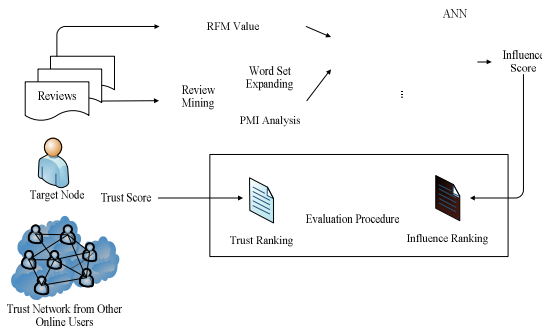 ANN
RFM Value
Influence
Score
Word Set
Expanding
Reviews
Review
Mining
PMI Analysis
Target Node
Trust Score
Evaluation Procedure
Trust Ranking
Influence Ranking
Trust Network from Other
Online Users